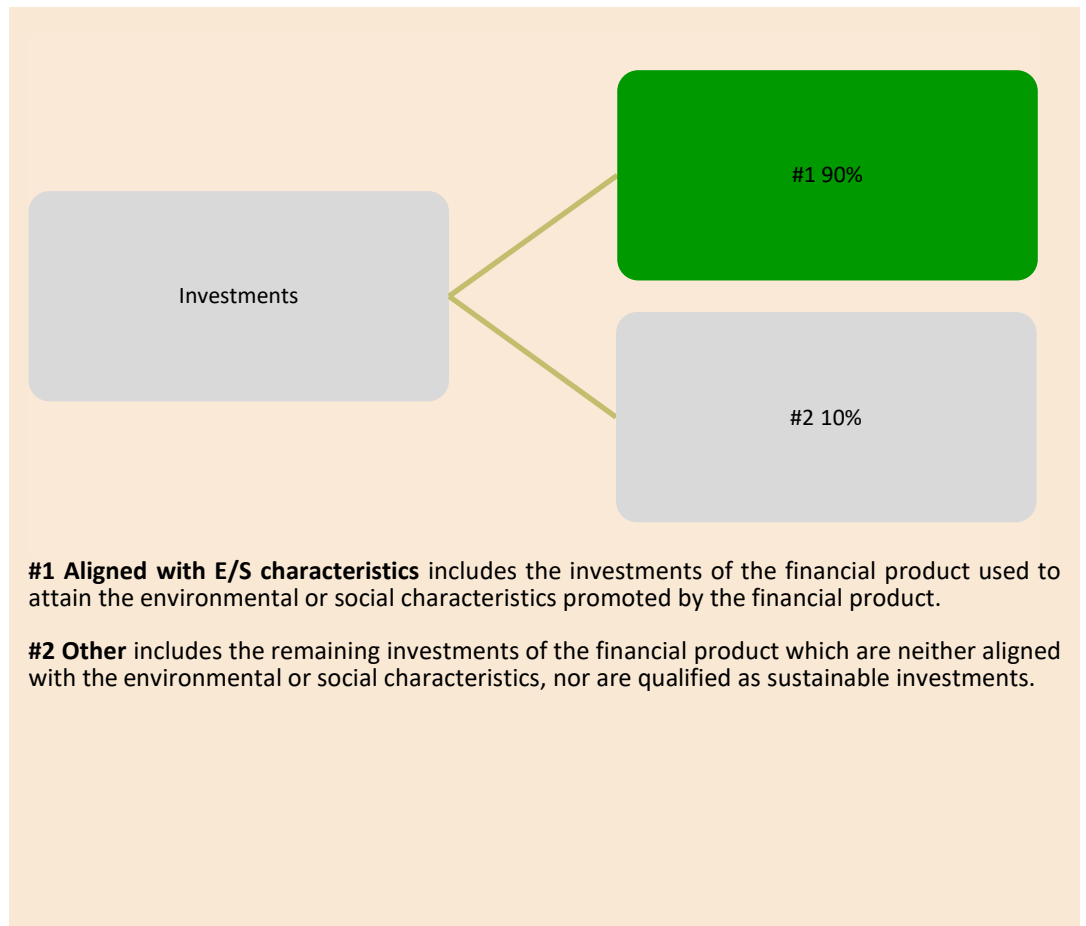 #1 90%
Investments
#2 10%
#1 Aligned with E/S characteristics includes the investments of the financial product used to
attain the environmental or social characteristics promoted by the financial product.
#2 Other includes the remaining investments of the financial product which are neither aligned
with the environmental or social characteristics, nor are qualified as sustainable investments.